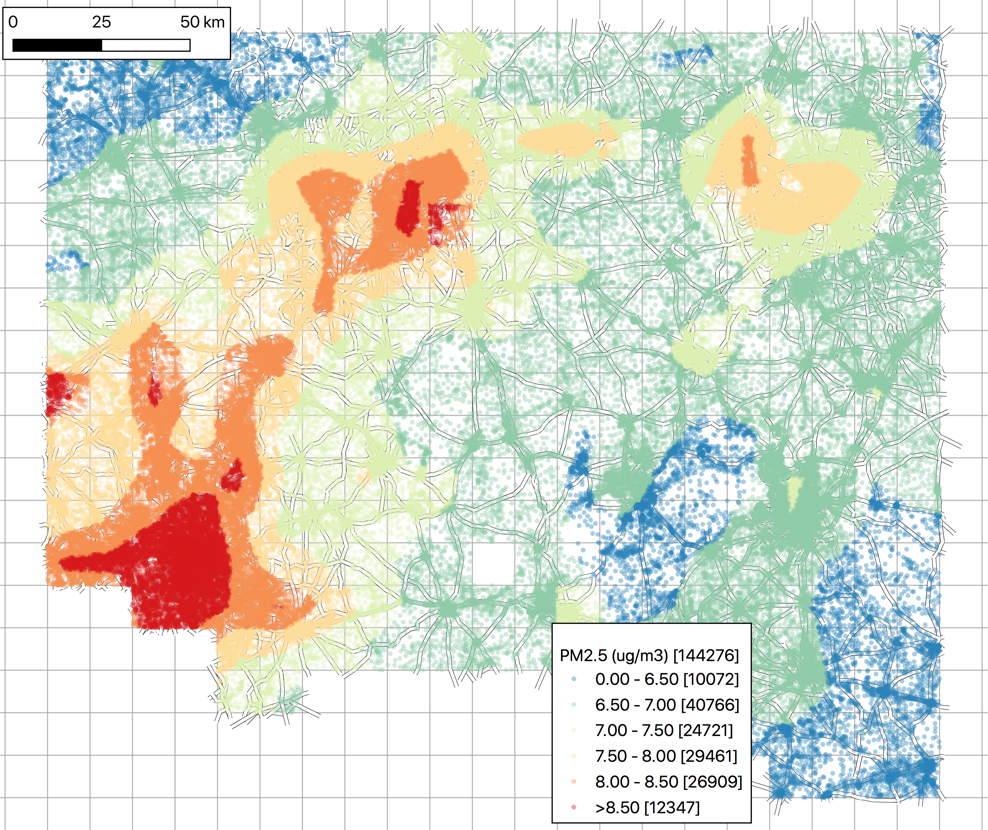 0 25 50 km
PM2.5 (ug/m3) [144276]
0.00 - 6.50 [10072]
6.50 - 7.00 [40766]
7.00 - 7.50 [24721]
7.50 - 8.00 [29461]
8.00 - 8.50 [26909]
>8.50 [12347]